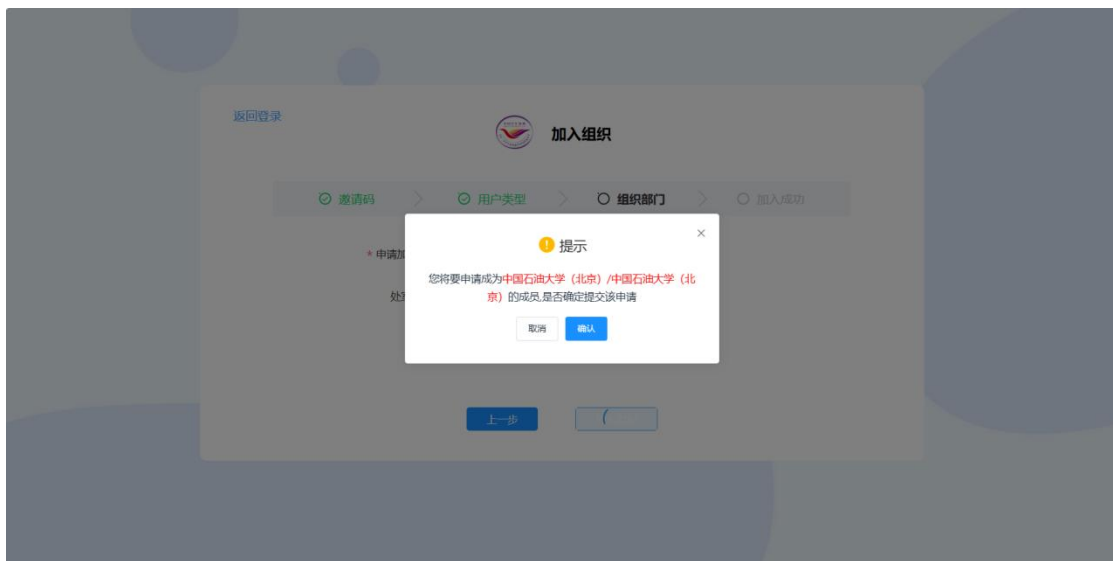 返回登录
加入组织
邀请码
用户类型
组织部门
加入成功
* 申请加
提示
您将要申请成为中国石油大学（北京）/中国石油大学（北
京）的成员,是否确定提交该申请
取消
确认
上一步